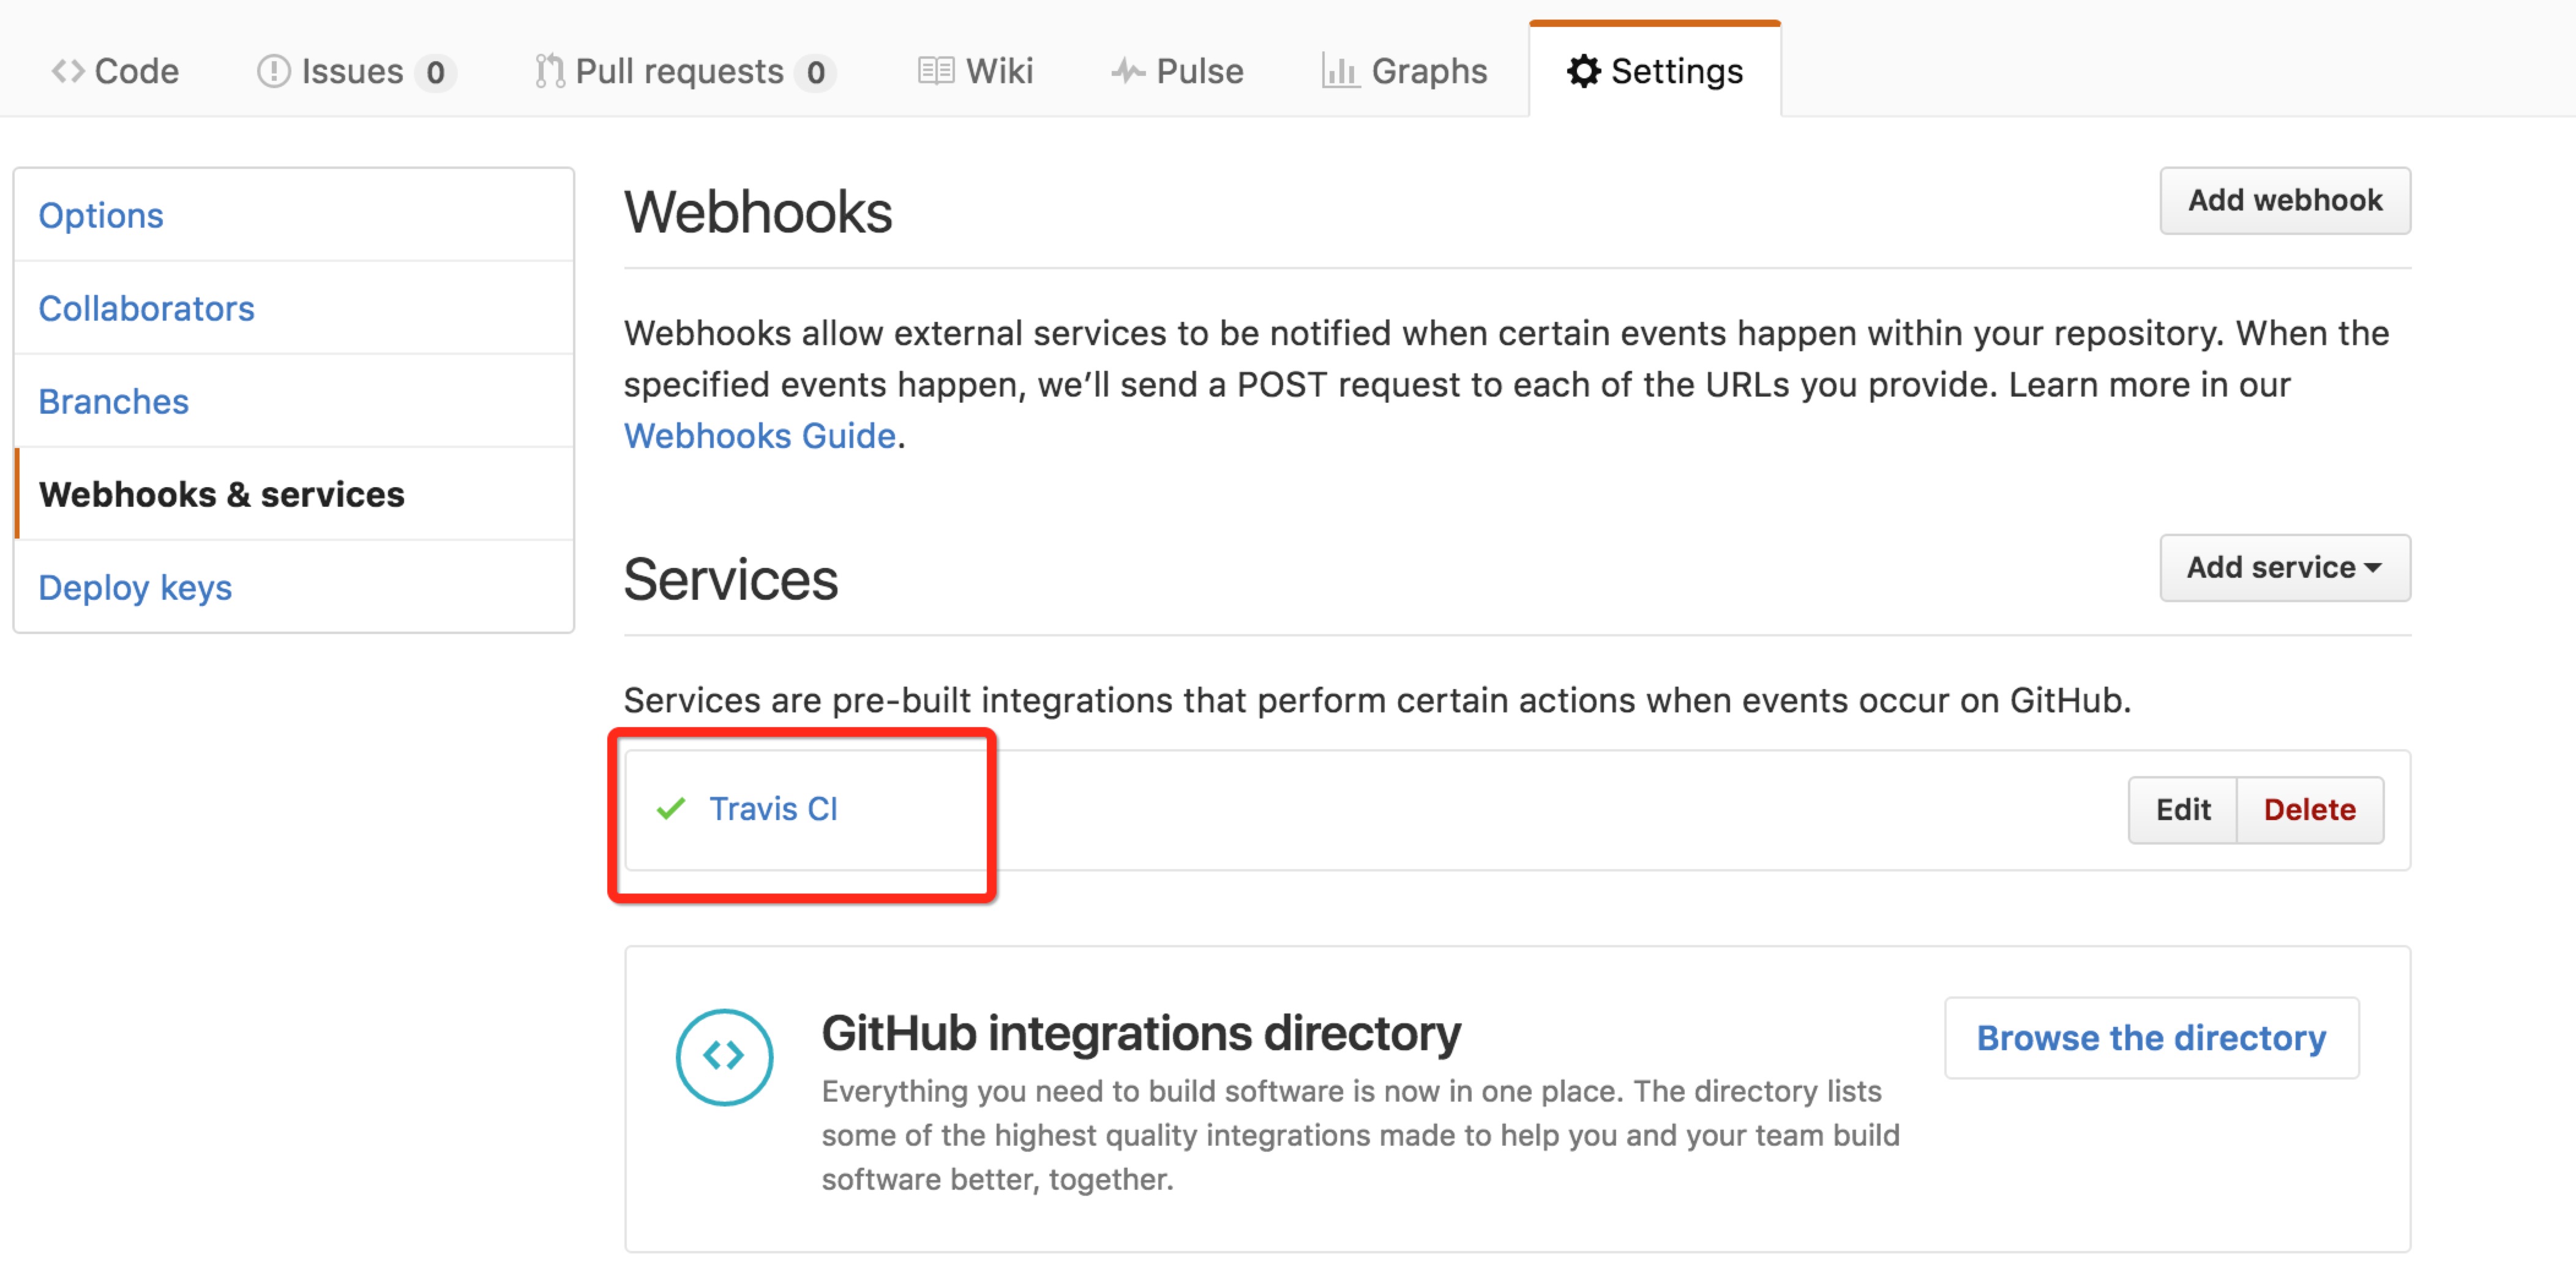 Code Issues 0 Pull requests 0 Wiki Pulse Graphs Settings
Options
Collaborators
Branches
Webhooks & services
Deploy keys
Webhooks
Add webhook
Webhooks allow external services to be notified when certain events happen within your repository. When the
specified events happen, we’ll send a POST request to each of the URLs you provide. Learn more in our
Webhooks Guide.
Services
Add service
Services are pre-built integrations that perform certain actions when events occur on GitHub.
Travis CI
Edit Delete
GitHub integrations directory
Browse the directory
Everything you need to build software is now in one place. The directory lists
some of the highest quality integrations made to help you and your team build
software better, together.